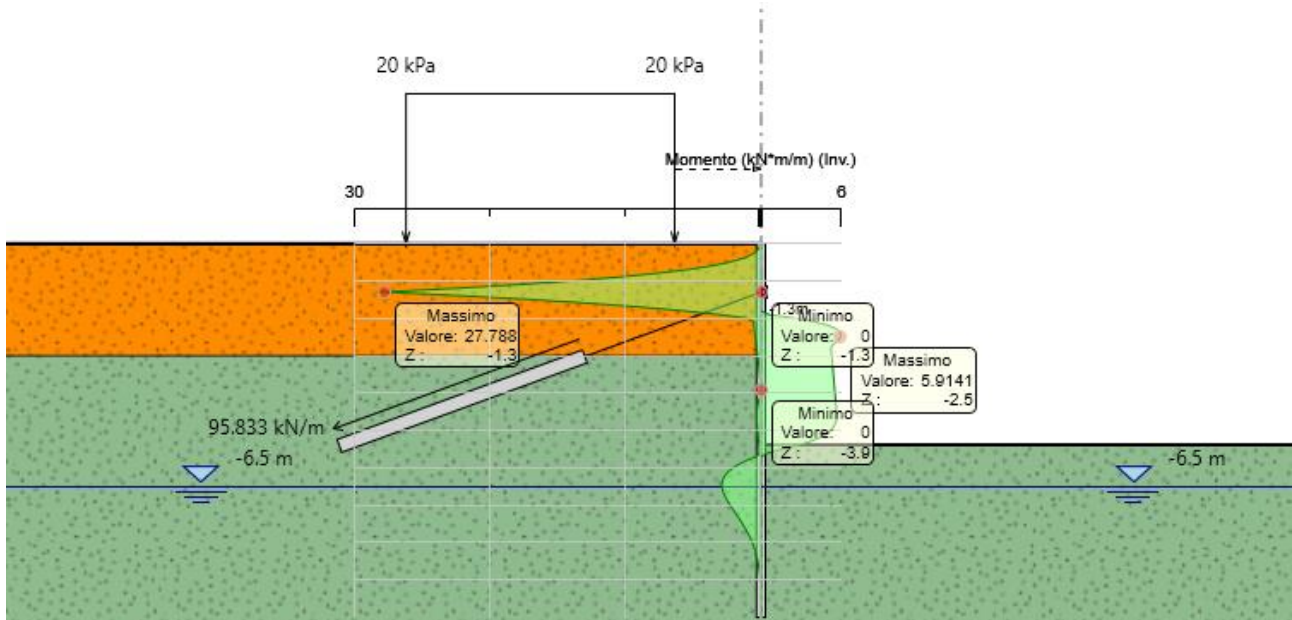 20 kPa
20 kPa
Momento (kN*m/m) (Inv.)
30
6
-1.3m
Massimo
Valore: 27.788
Z : -1.3
Minimo
Valore: 0
Z : -1.3
Massimo
Valore: 5.9141
Z : -2.5
Minimo
Valore: 0
Z : -3.9
95.833 kN/m
-6.5 m
-6.5 m